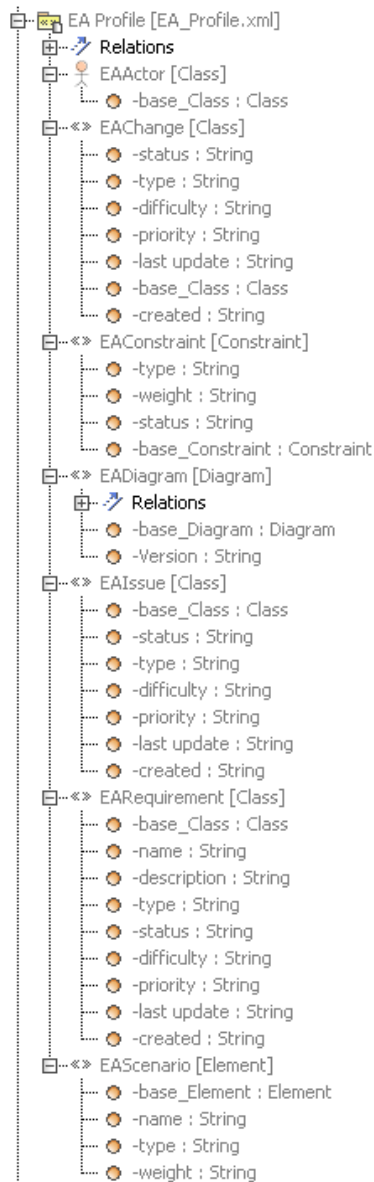 EA Profile [EA_Profile.xml]
Relations
EAActor [Class]
-base_Class : Class
«» EAChange [Class]
-status : String
-type : String
-difficulty : String
-priority : String
-last update : String
-base_Class : Class
-created : String
«» EAConstraint [Constraint]
-type : String
-weight : String
-status : String
-base_Constraint : Constraint
«» EADiagram [Diagram]
Relations
-base_Diagram : Diagram
-Version : String
«» EAIssue [Class]
-base_Class : Class
-status : String
-type : String
-difficulty : String
-priority : String
-last update : String
-created : String
«» EARequirement [Class]
-base_Class : Class
-name : String
-description : String
-type : String
-status : String
-difficulty : String
-priority : String
-last update : String
-created : String
«» EAScenario [Element]
-base_Element : Element
-name : String
-type : String
-weight : String